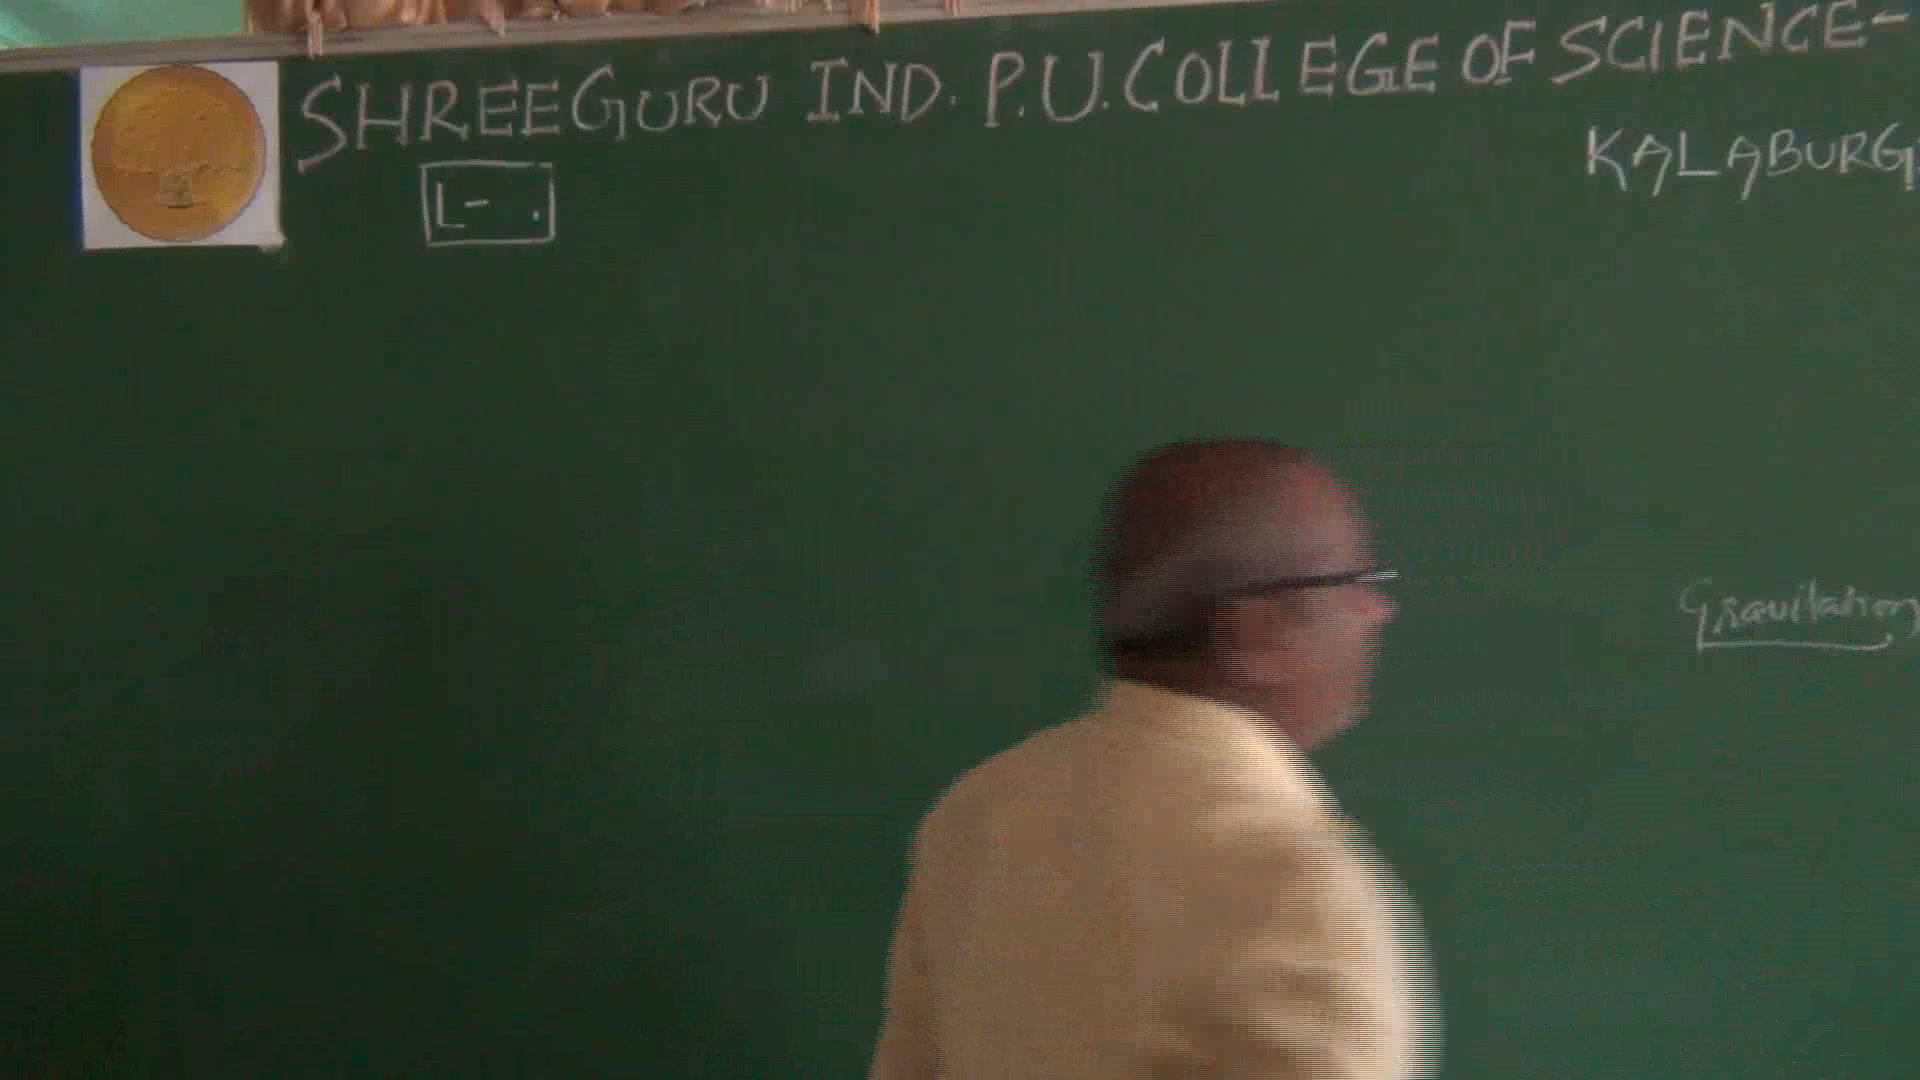 SHREEGURU IND. P.U. COLLEGE OF SCIENCE-
KALABURGI
L- .
Gravitation